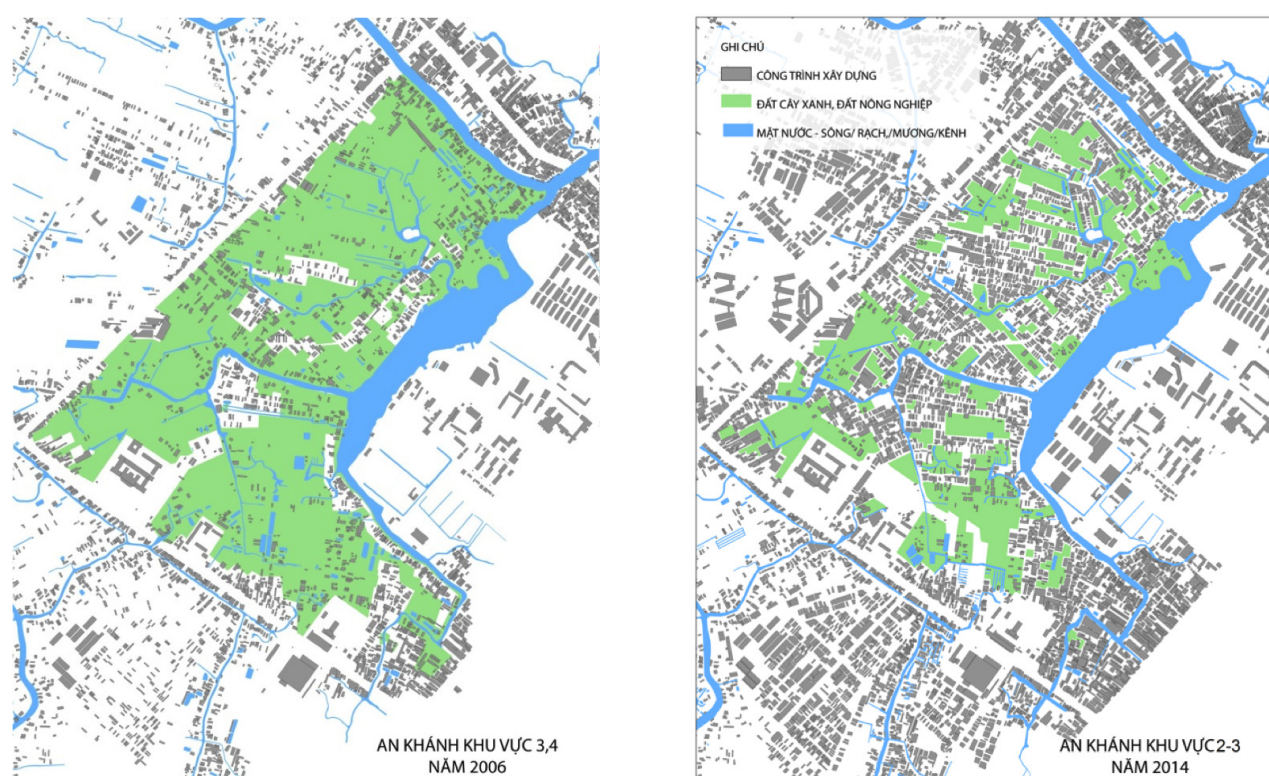 GHI CHÚ
CÔNG TRÌNH XÂY DỰNG
ĐẤT CÂY XANH, ĐẤT NÔNG NGHIỆP
MẶT NƯỚC - SÔNG/ RẠCH,/MƯƠNG/KÊNH
AN KHÁNH KHU VỰC 3,4
NĂM 2006
AN KHÁNH KHU VỰC 2-3
NĂM 2014